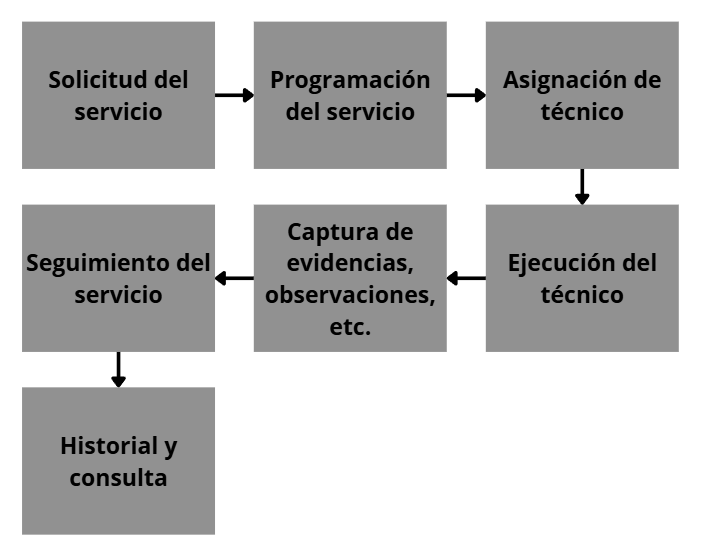 Solicitud del
servicio
Programación
del servicio
Asignación de
técnico
Ejecución del
técnico
Captura de
evidencias,
observaciones,
etc.
Seguimiento del
servicio
Historial y
consulta